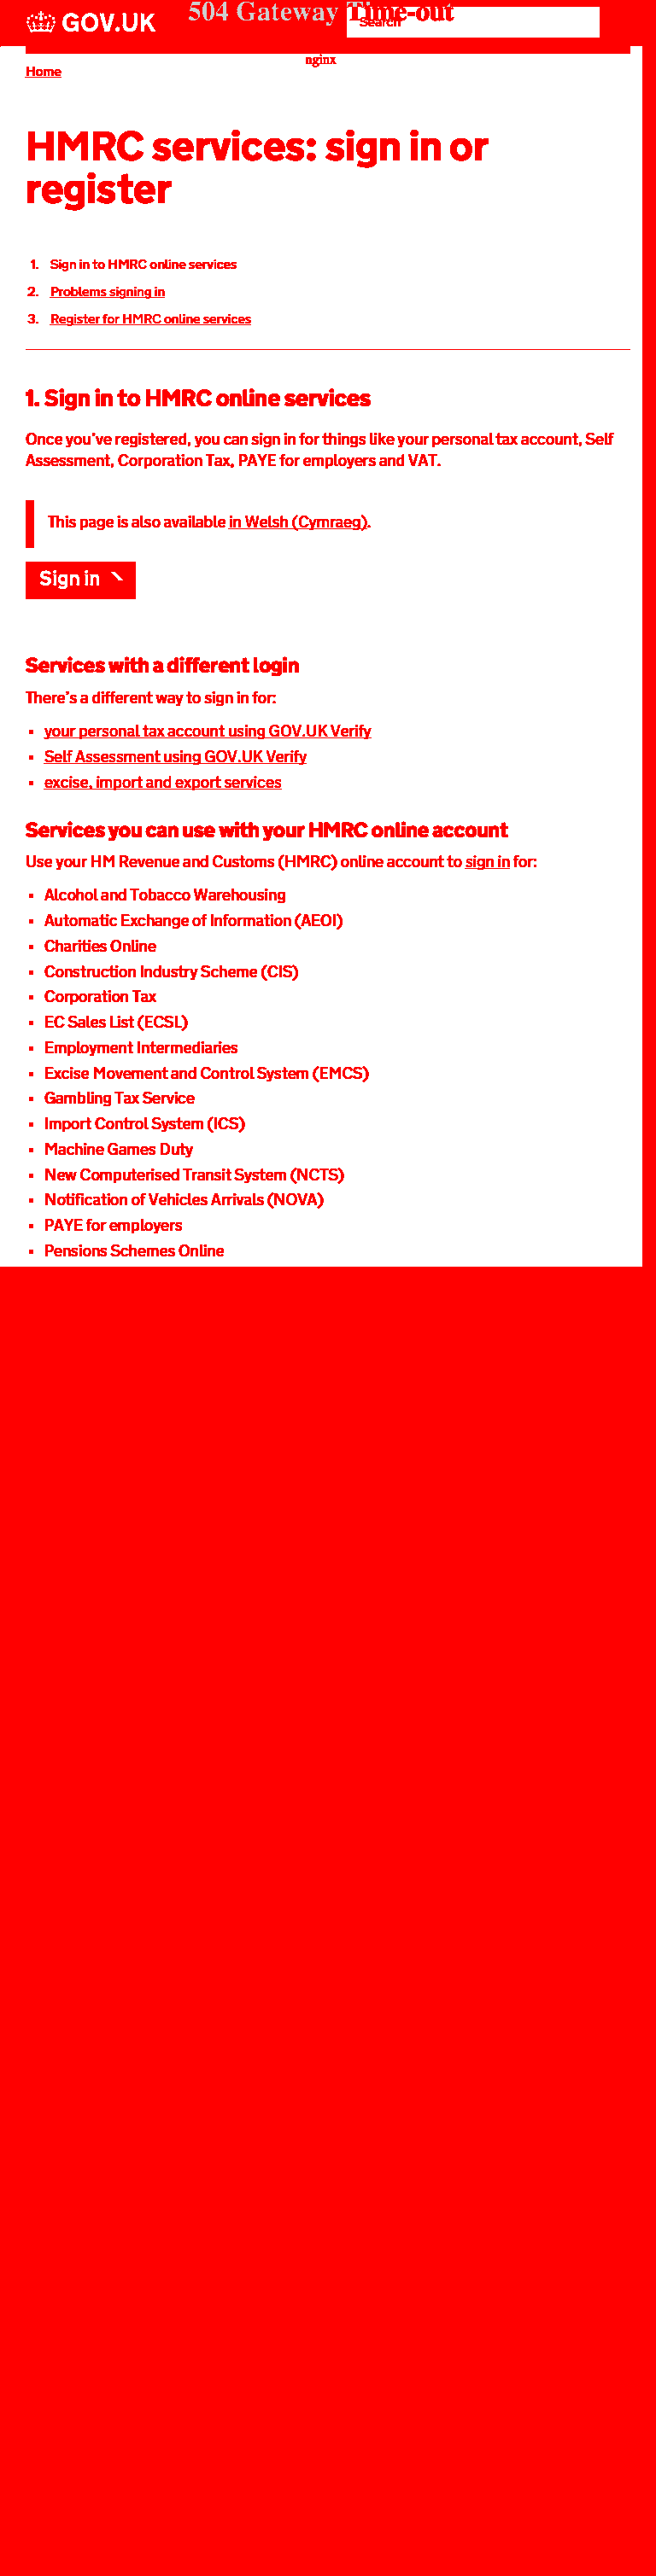 GOV.UK
504 Gateway Time-out
Search
nginx
Home
HMRC services: sign in or
register
1. Sign in to HMRC online services
2. Problems signing in
3. Register for HMRC online services
1. Sign in to HMRC online services
Once you've registered, you can sign in for things like your personal tax account, Self
Assessment, Corporation Tax, PAYE for employers and VAT.
This page is also available in Welsh (Cymraeg).
Sign in
Services with a different login
There's a different way to sign in for:
▪ your personal tax account using GOV.UK Verify
▪ Self Assessment using GOV.UK Verify
▪ excise, import and export services
Services you can use with your HMRC online account
Use your HM Revenue and Customs (HMRC) online account to sign in for:
▪ Alcohol and Tobacco Warehousing
▪ Automatic Exchange of Information (AEOI)
▪ Charities Online
▪ Construction Industry Scheme (CIS)
▪ Corporation Tax
▪ EC Sales List (ECSL)
▪ Employment Intermediaries
▪ Excise Movement and Control System (EMCS)
▪ Gambling Tax Service
▪ Import Control System (ICS)
▪ Machine Games Duty
▪ New Computerised Transit System (NCTS)
▪ Notification of Vehicles Arrivals (NOVA)
▪ PAYE for employers
▪ Pensions Schemes Online